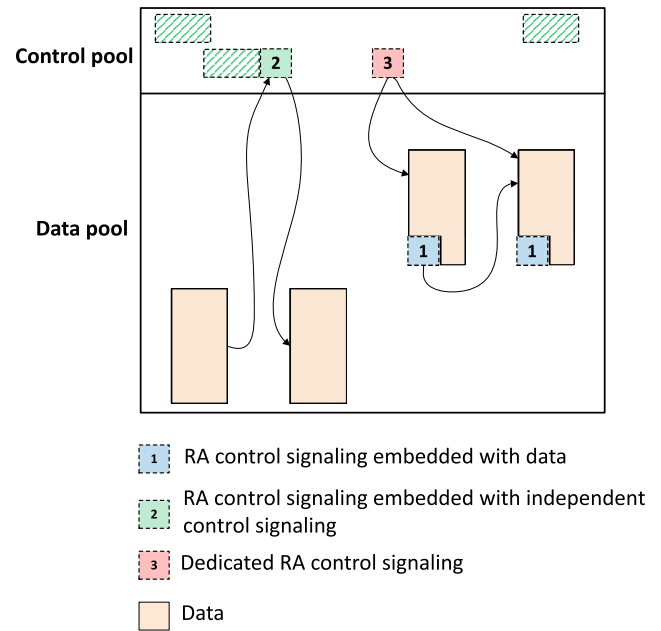 Control pool
2
3
Data pool
1
1
1 RA control signaling embedded with data
2 RA control signaling embedded with independent
control signaling
3 Dedicated RA control signaling
Data